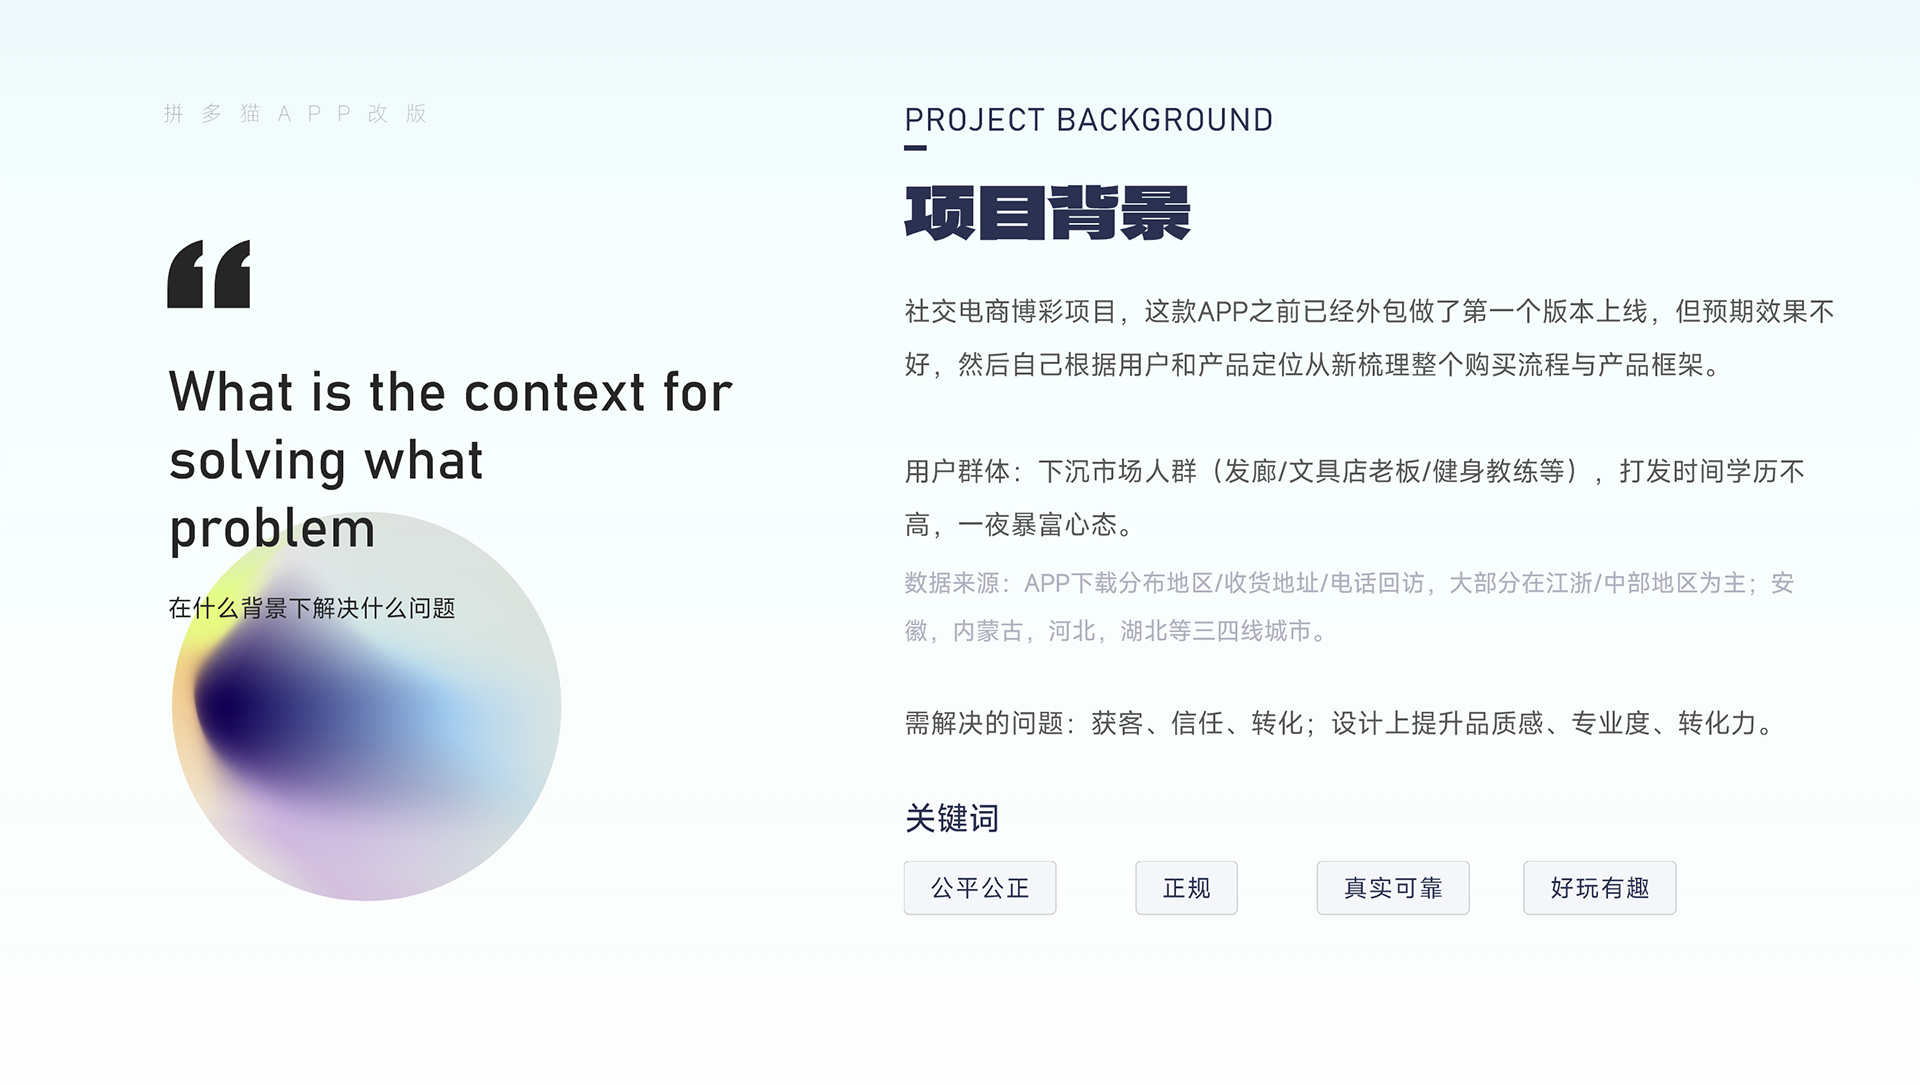 拼多猫APP改版
“
What is the context for
solving what
problem
在什么背景下解决什么问题
PROJECT BACKGROUND
项目背景
社交电商博彩项目，这款APP之前已经外包做了第一个版本上线，但预期效果不
好，然后自己根据用户和产品定位从新梳理整个购买流程与产品框架。
用户群体：下沉市场人群（发廊/文具店老板/健身教练等），打发时间学历不
高，一夜暴富心态。
数据来源：APP下载分布地区/收货地址/电话回访，大部分在江浙/中部地区为主；安
徽，内蒙古，河北，湖北等三四线城市。
需解决的问题：获客、信任、转化；设计上提升品质感、专业度、转化力。
关键词
公平公正
正规
真实可靠
好玩有趣